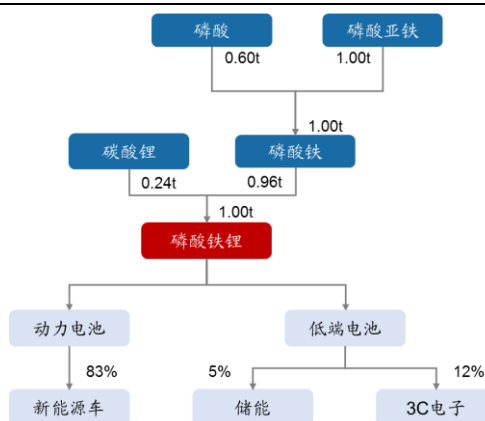 磷酸
磷酸亚铁
0.60t
1.00t
1.00t
碳酸锂
磷酸铁
0.24t
0.96t
1.00t
磷酸铁锂
动力电池
低端电池
83%
5%
12%
新能源车
储能
3C电子